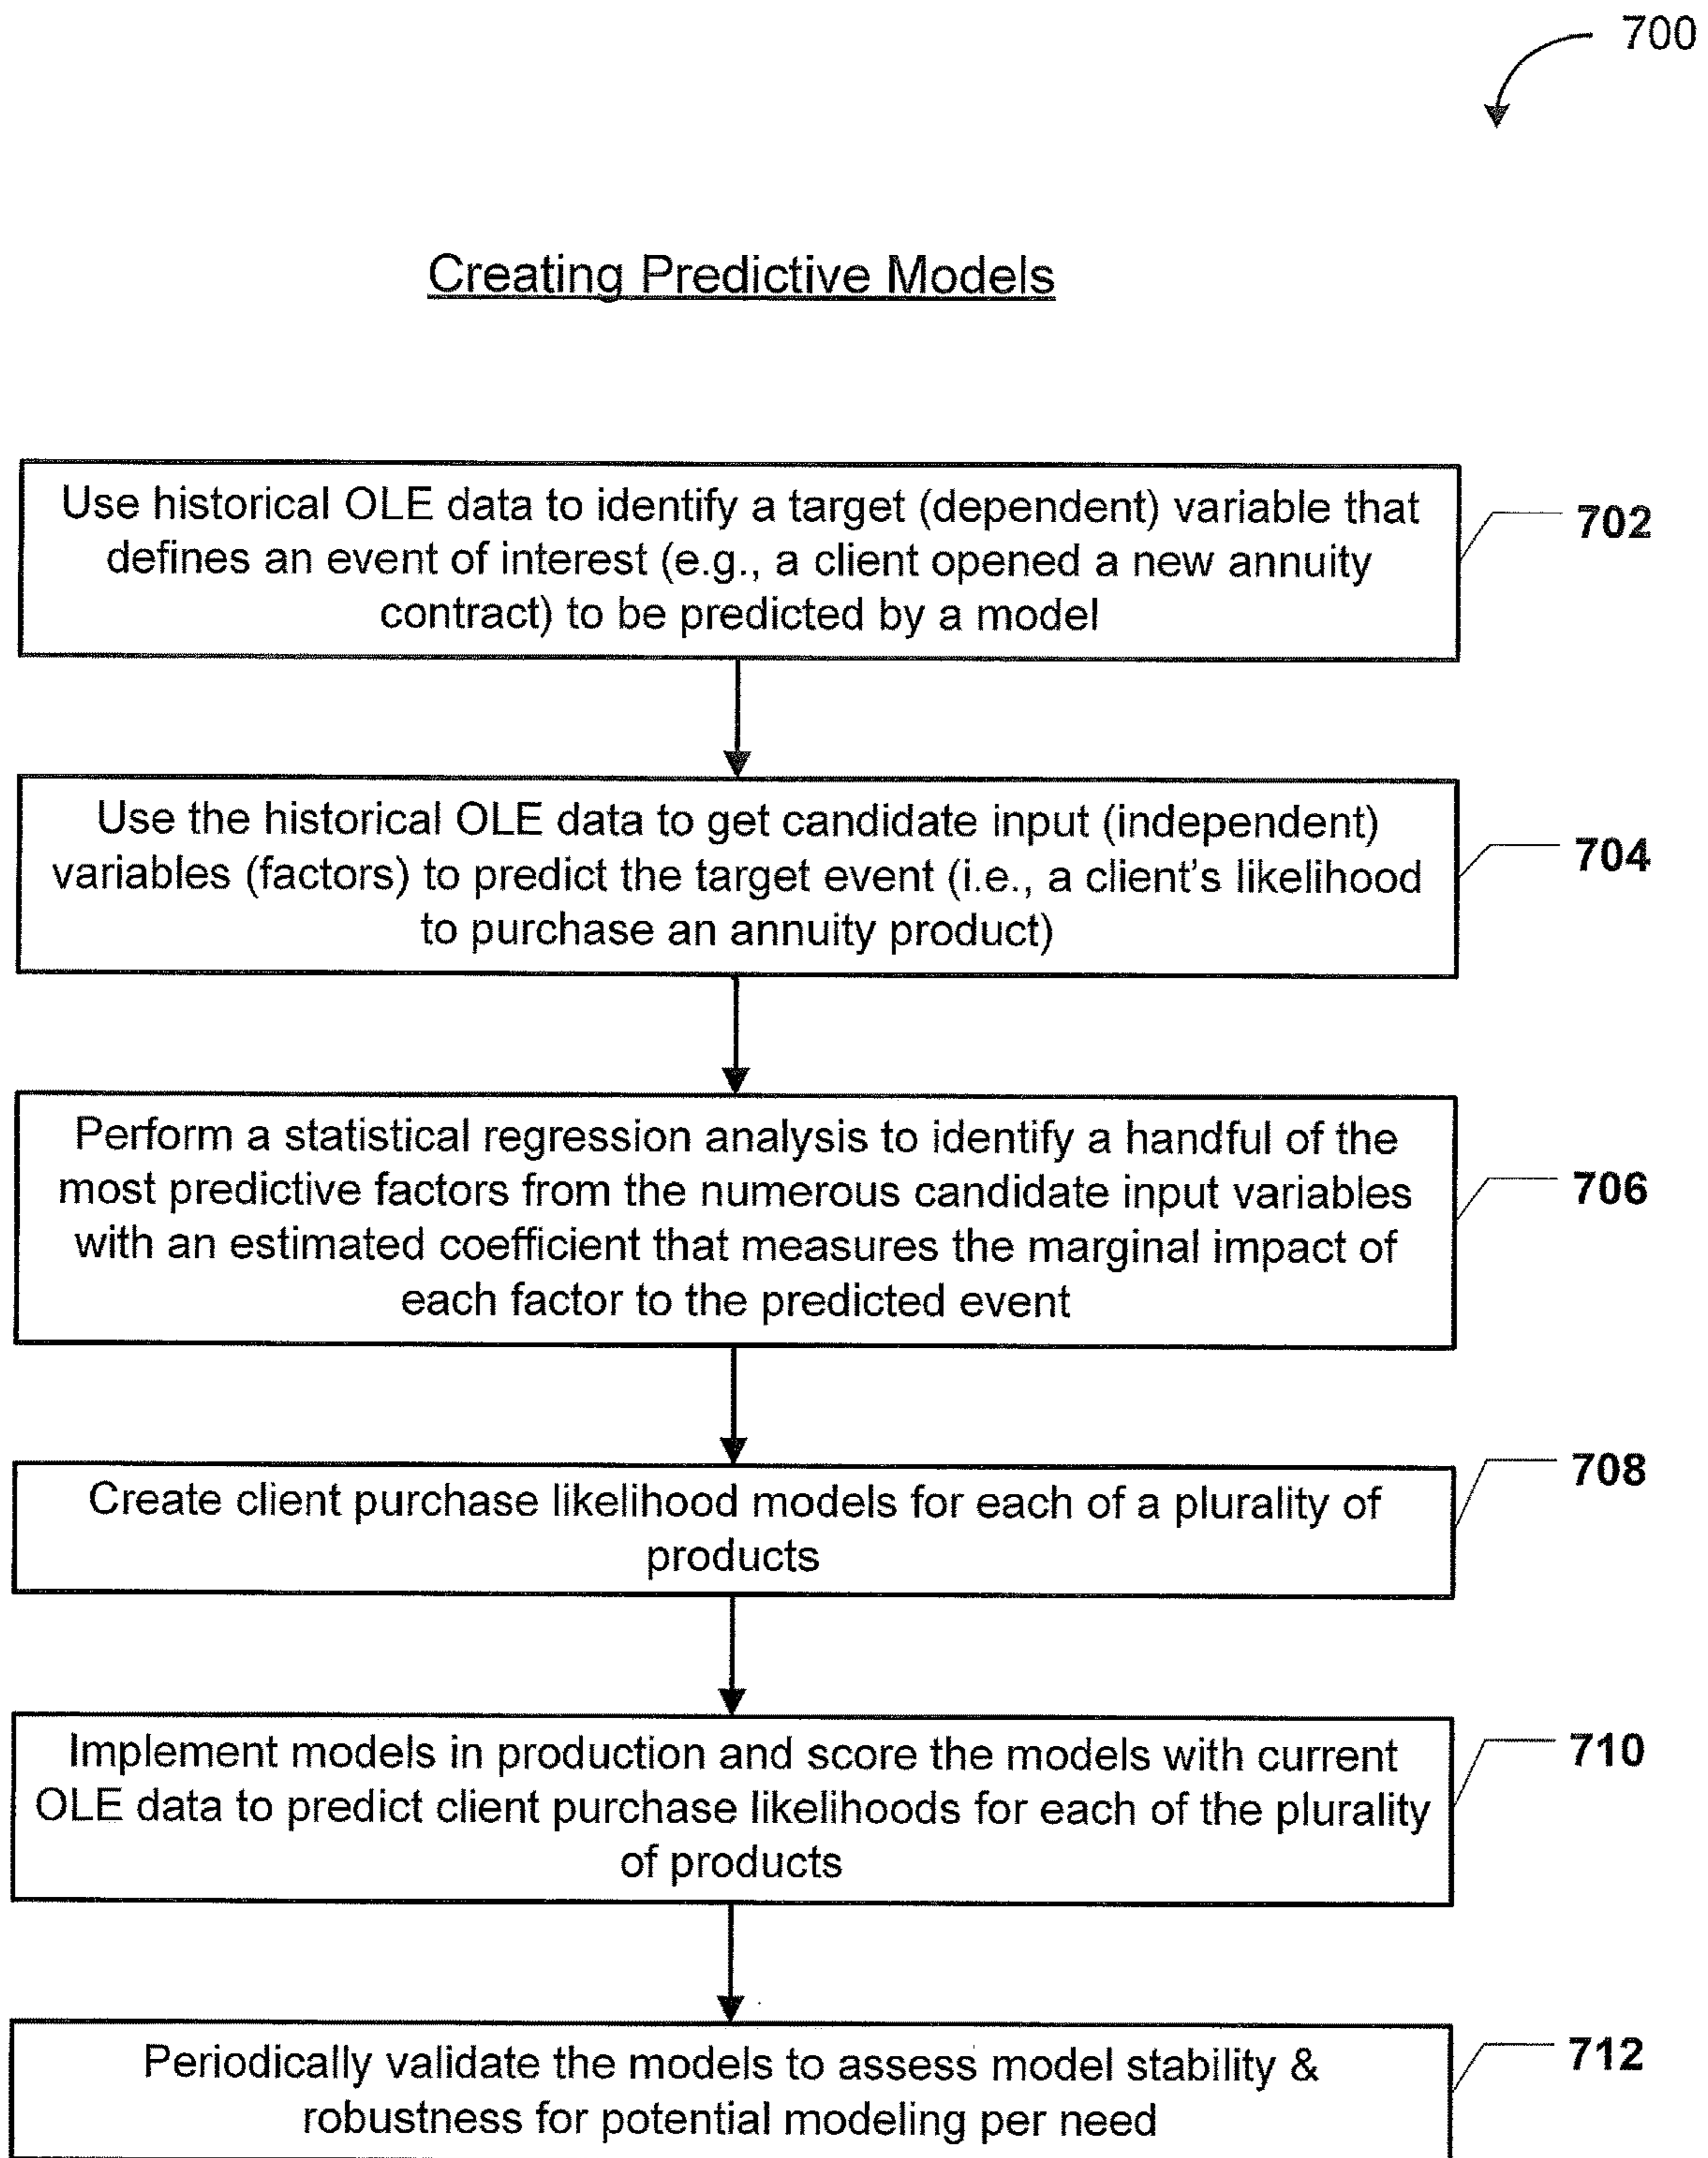 700
Creating Predictive Models
Use historical OLE data to identify a target (dependent) variable that
defines an event of interest (e.g., a client opened a new annuity
contract) to be predicted by a model
702
Use the historical OLE data to get candidate input (independent)
variables (factors) to predict the target event (i.e., a client's likelihood
to purchase an annuity product)
704
Perform a statistical regression analysis to identify a handful of the
most predictive factors from the numerous candidate input variables
with an estimated coefficient that measures the marginal impact of
each factor to the predicted event
706
Create client purchase likelihood models for each of a plurality of
products
708
Implement models in production and score the models with current
OLE data to predict client purchase likelihoods for each of the plurality
of products
710
Periodically validate the models to assess model stability &
robustness for potential modeling per need
712